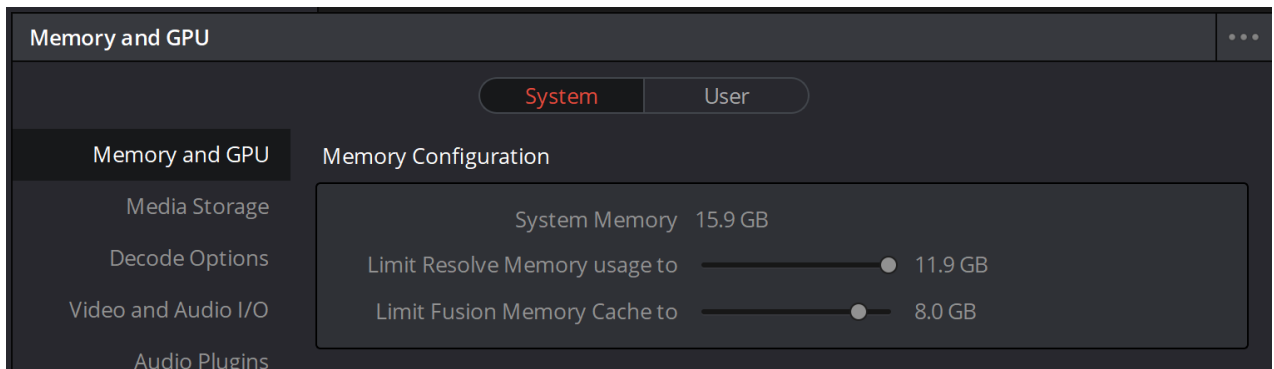 Memory and GPU
System User
Memory and GPU
Memory Configuration
Media Storage
System Memory 15.9 GB
Decode Options
Limit Resolve Memory usage to 11.9 GB
Video and Audio I/O
Limit Fusion Memory Cache to 8.0 GB
Audio Plugins